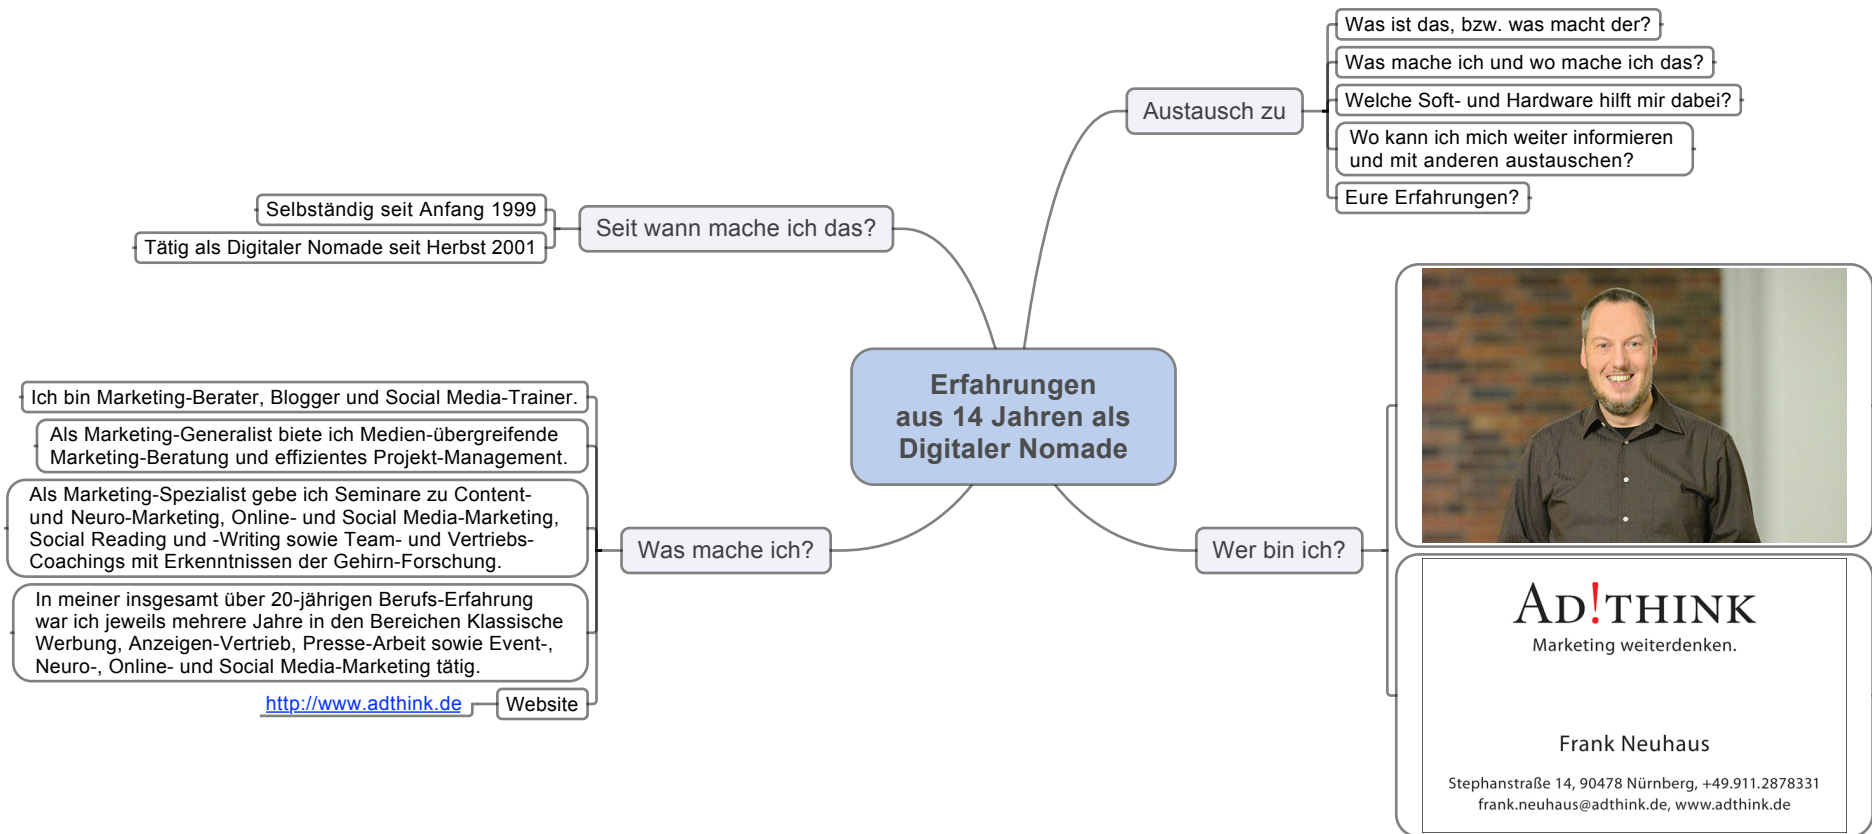 Erfahrungen
aus 14 Jahren als
Digitaler Nomade
Austausch zu
Was ist das, bzw. was macht der?
Was mache ich und wo mache ich das?
Welche Soft- und Hardware hilft mir dabei?
Wo kann ich mich weiter informieren
und mit anderen austauschen?
Eure Erfahrungen?
Wer bin ich?
AD!THINK
Marketing weiterdenken.
Frank Neuhaus
Stephanstraße 14, 90478 Nürnberg, +49.911.2878331
frank.neuhaus@adthink.de, www.adthink.de
Seit wann mache ich das?
Selbständig seit Anfang 1999
Tätig als Digitaler Nomade seit Herbst 2001
Was mache ich?
Ich bin Marketing-Berater, Blogger und Social Media-Trainer.
Als Marketing-Generalist biete ich Medien-übergreifende
Marketing-Beratung und effizientes Projekt-Management.
Als Marketing-Spezialist gebe ich Seminare zu Content-
und Neuro-Marketing, Online- und Social Media-Marketing,
Social Reading und -Writing sowie Team- und Vertriebs-
Coachings mit Erkenntnissen der Gehirn-Forschung.
In meiner insgesamt über 20-jährigen Berufs-Erfahrung
war ich jeweils mehrere Jahre in den Bereichen Klassische
Werbung, Anzeigen-Vertrieb, Presse-Arbeit sowie Event-,
Neuro-, Online- und Social Media-Marketing tätig.
Website
http://www.adthink.de